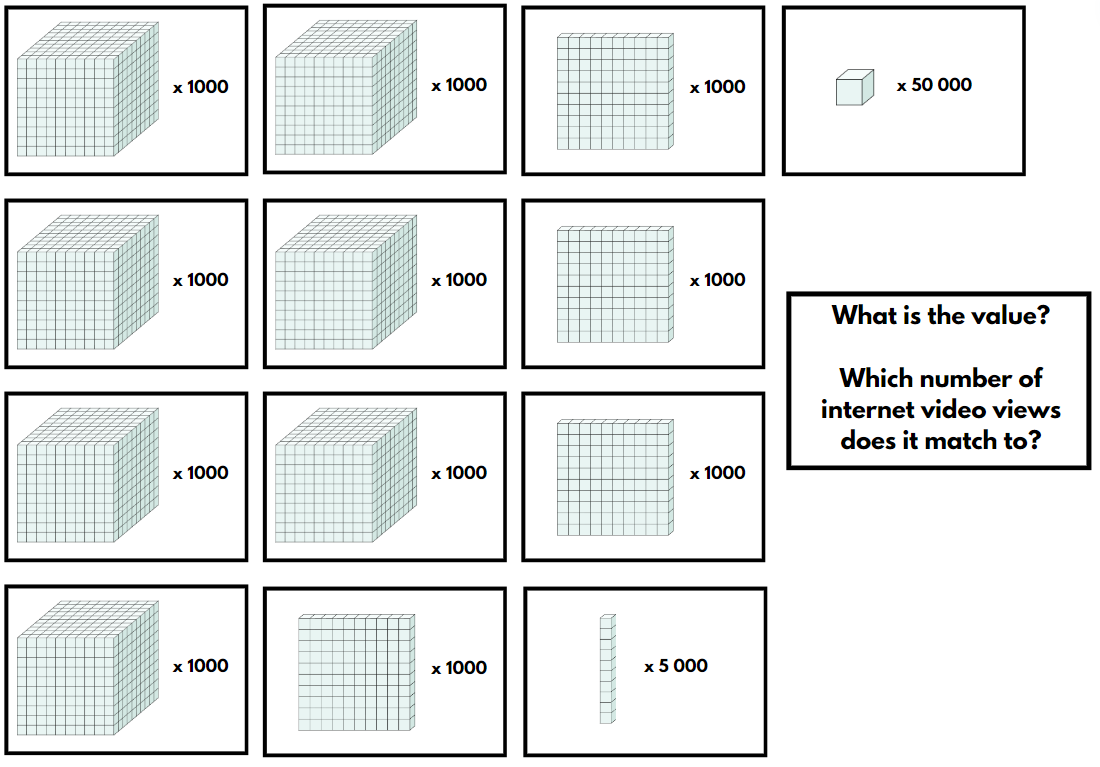 x 1000
x 1000
x 1000
x 50 000
x 1000
x 1000
x 1000
What is the value?
Which number of
internet video views
does it match to?
x 1000
x 1000
x 1000
x 1000
x 1000
x 5 000